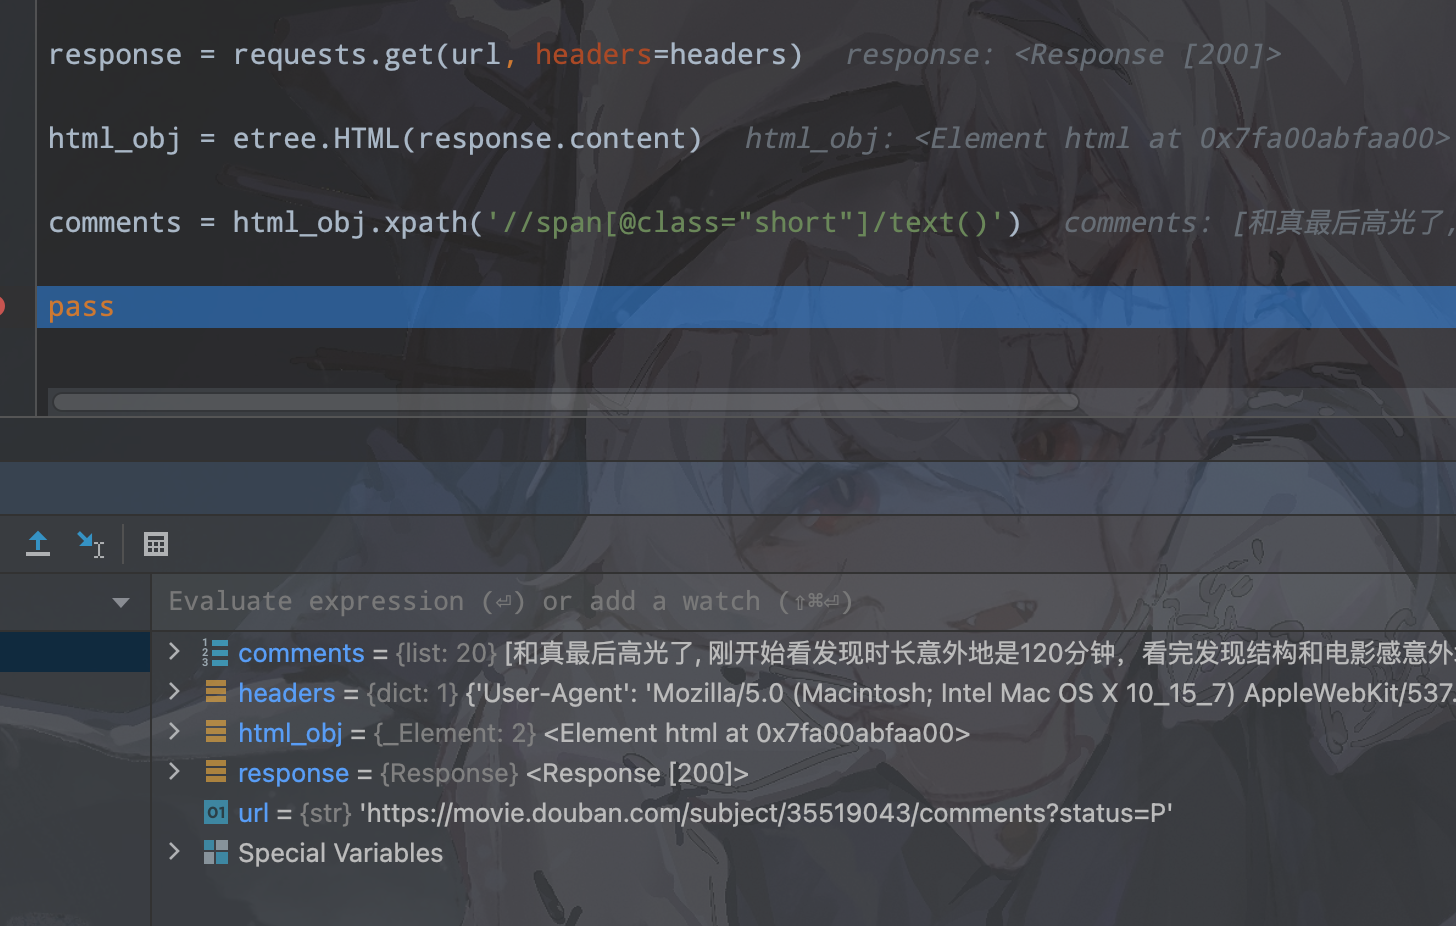 response = requests.get(url, headers=headers) response: <Response [200]>
html_obj = etree.HTML(response.content) html_obj: <Element html at 0x7fa00abfaa00>
comments = html_obj.xpath('//span[@class="short"]/text()') comments: [和真最后高光了,
pass
Evaluate expression (⏎) or add a watch (⇧⌘⏎)
comments = {list: 20} [和真最后高光了, 刚开始看发现时长意外地是120分钟，看完发现结构和电影感意外
headers = {dict: 1} {'User-Agent': 'Mozilla/5.0 (Macintosh; Intel Mac OS X 10_15_7) AppleWebKit/537.
html_obj = {_Element: 2} <Element html at 0x7fa00abfaa00>
response = {Response} <Response [200]>
01 url = {str} 'https://movie.douban.com/subject/35519043/comments?status=P'
Special Variables